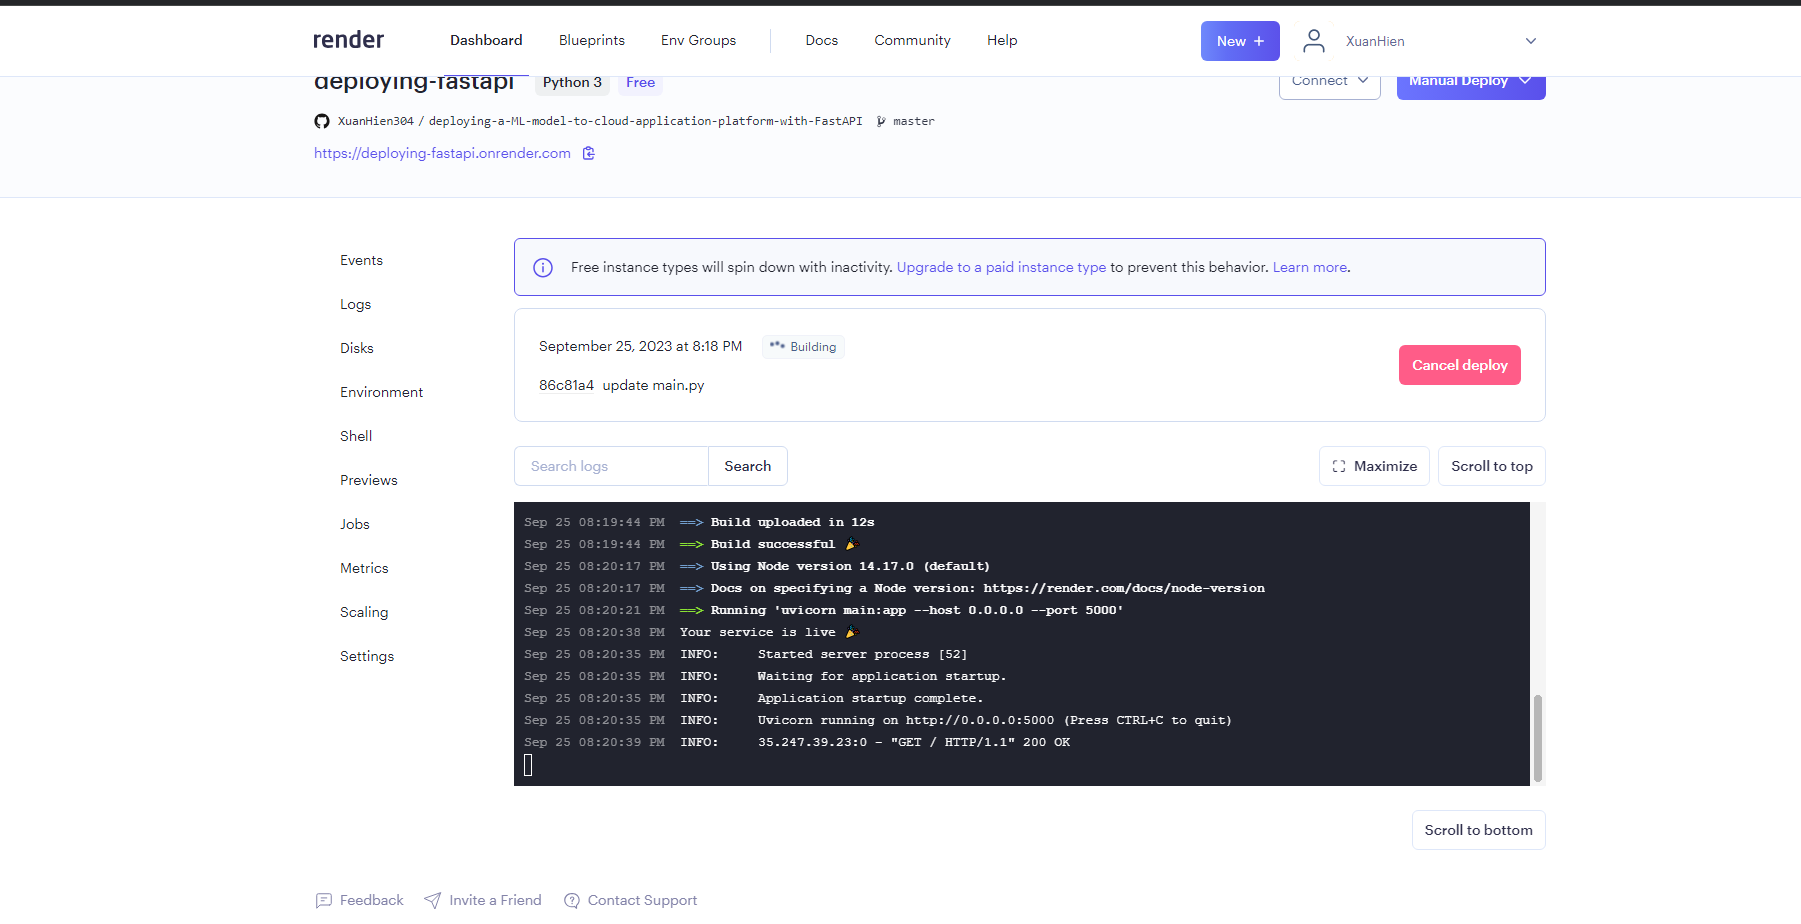 render Dashboard Blueprints Env Groups Docs Community Help New + XuanHien
deploying-fastapi Python 3 Free Connect Manual Deploy
XuanHien304 / deploying-a-ML-model-to-cloud-application-platform-with-FastAPI master
https://deploying-fastapi.onrender.com
Events
Logs
Disks
Environment
Shell
Previews
Jobs
Metrics
Scaling
Settings
Free instance types will spin down with inactivity. Upgrade to a paid instance type to prevent this behavior. Learn more.
September 25, 2023 at 8:18 PM Building
86c81a4 update main.py
Cancel deploy
Search logs Search Maximize Scroll to top
Sep 25 08:19:44 PM ==> Build uploaded in 12s
Sep 25 08:19:44 PM ==> Build successful 🎉
Sep 25 08:20:17 PM ==> Using Node version 14.17.0 (default)
Sep 25 08:20:17 PM ==> Docs on specifying a Node version: https://render.com/docs/node-version
Sep 25 08:20:21 PM ==> Running 'uvicorn main:app --host 0.0.0.0 --port 5000'
Sep 25 08:20:38 PM Your service is live 🎉
Sep 25 08:20:35 PM INFO: Started server process [52]
Sep 25 08:20:35 PM INFO: Waiting for application startup.
Sep 25 08:20:35 PM INFO: Application startup complete.
Sep 25 08:20:35 PM INFO: Uvicorn running on http://0.0.0.0:5000 (Press CTRL+C to quit)
Sep 25 08:20:39 PM INFO: 35.247.39.23:0 - "GET / HTTP/1.1" 200 OK
Scroll to bottom
Feedback Invite a Friend Contact Support